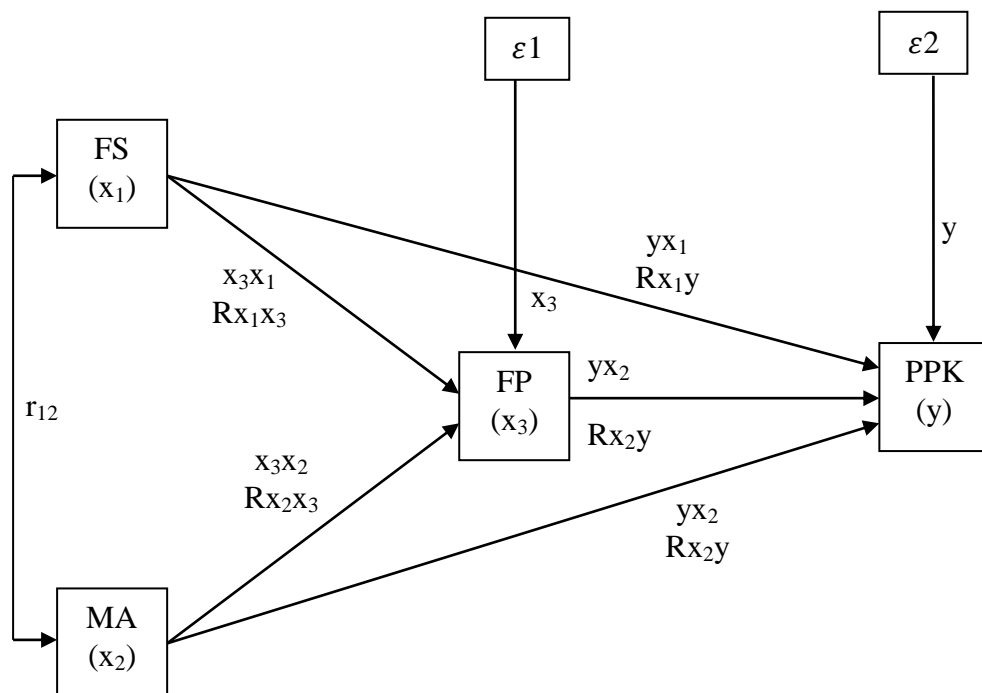 ε1
ε2
FS
(x₁)
yx₁
Rx₁y
y
x₃x₁
Rx₁x₃
x₃
FP
(x₃)
yx₂
Rx₂y
PPK
(y)
r₁₂
x₃x₂
Rx₂x₃
yx₂
Rx₂y
MA
(x₂)